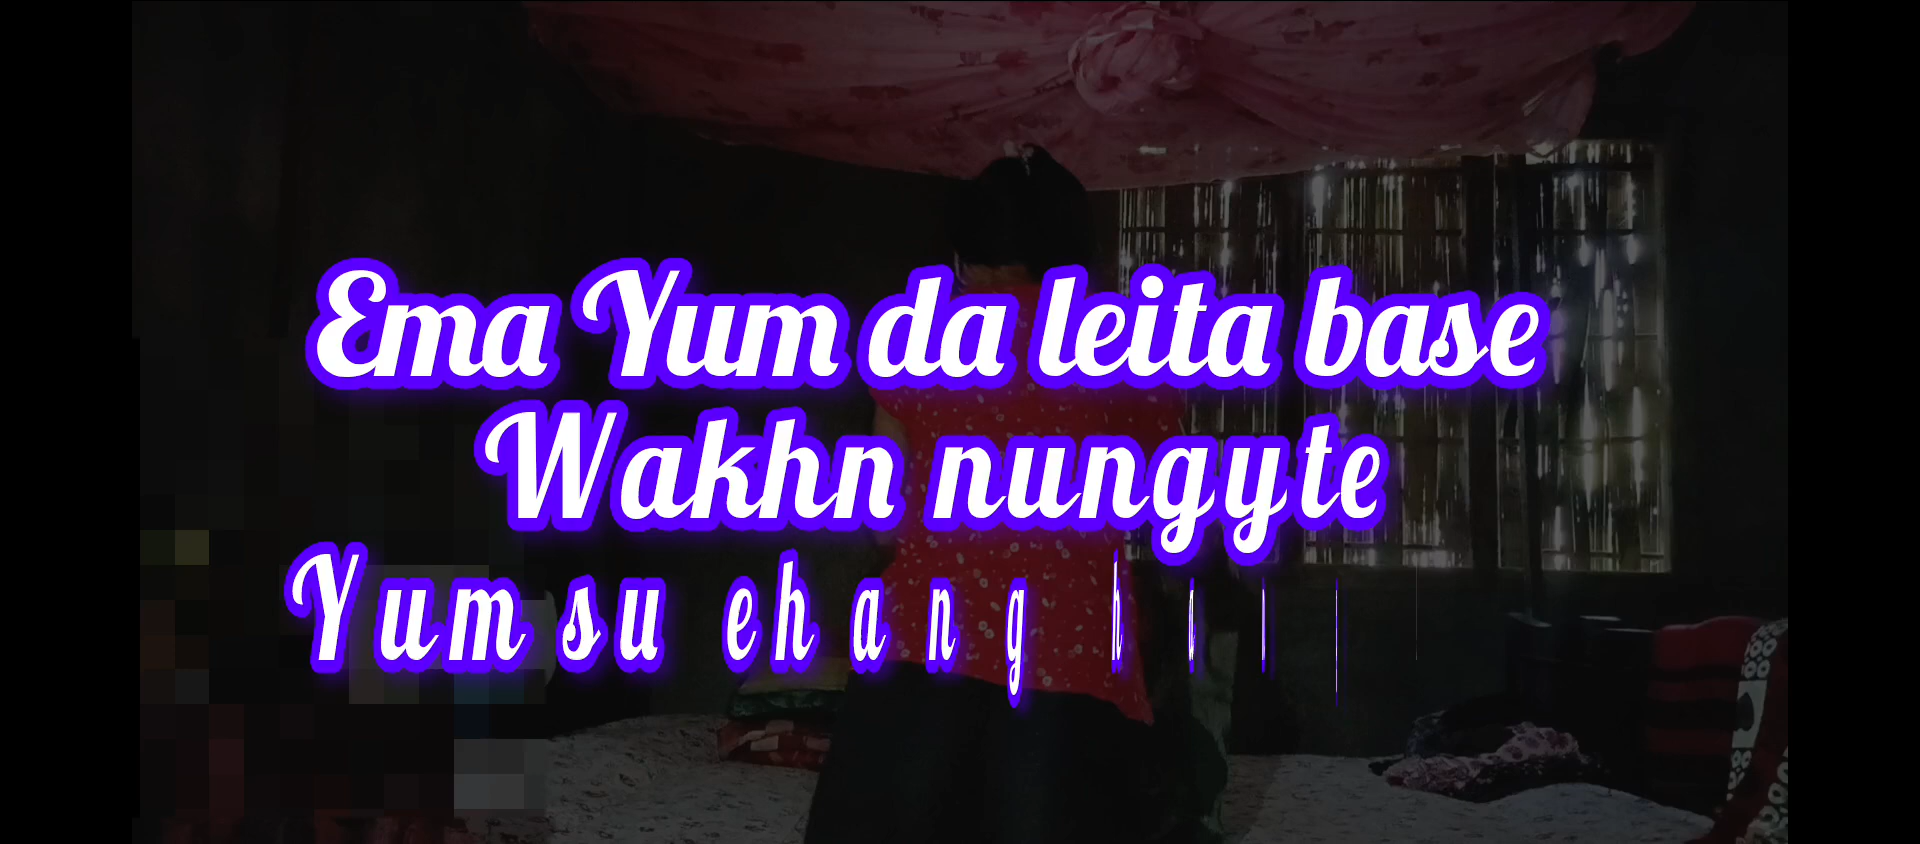 Ema Yum da leita base
Wakhn nungyte
Yum su ehang